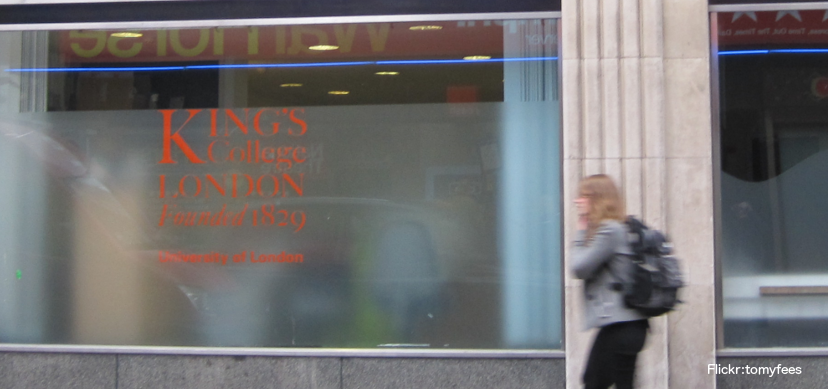 KING'S
College
LONDON
Founded 1829
University of London
Flickr:tomyfees